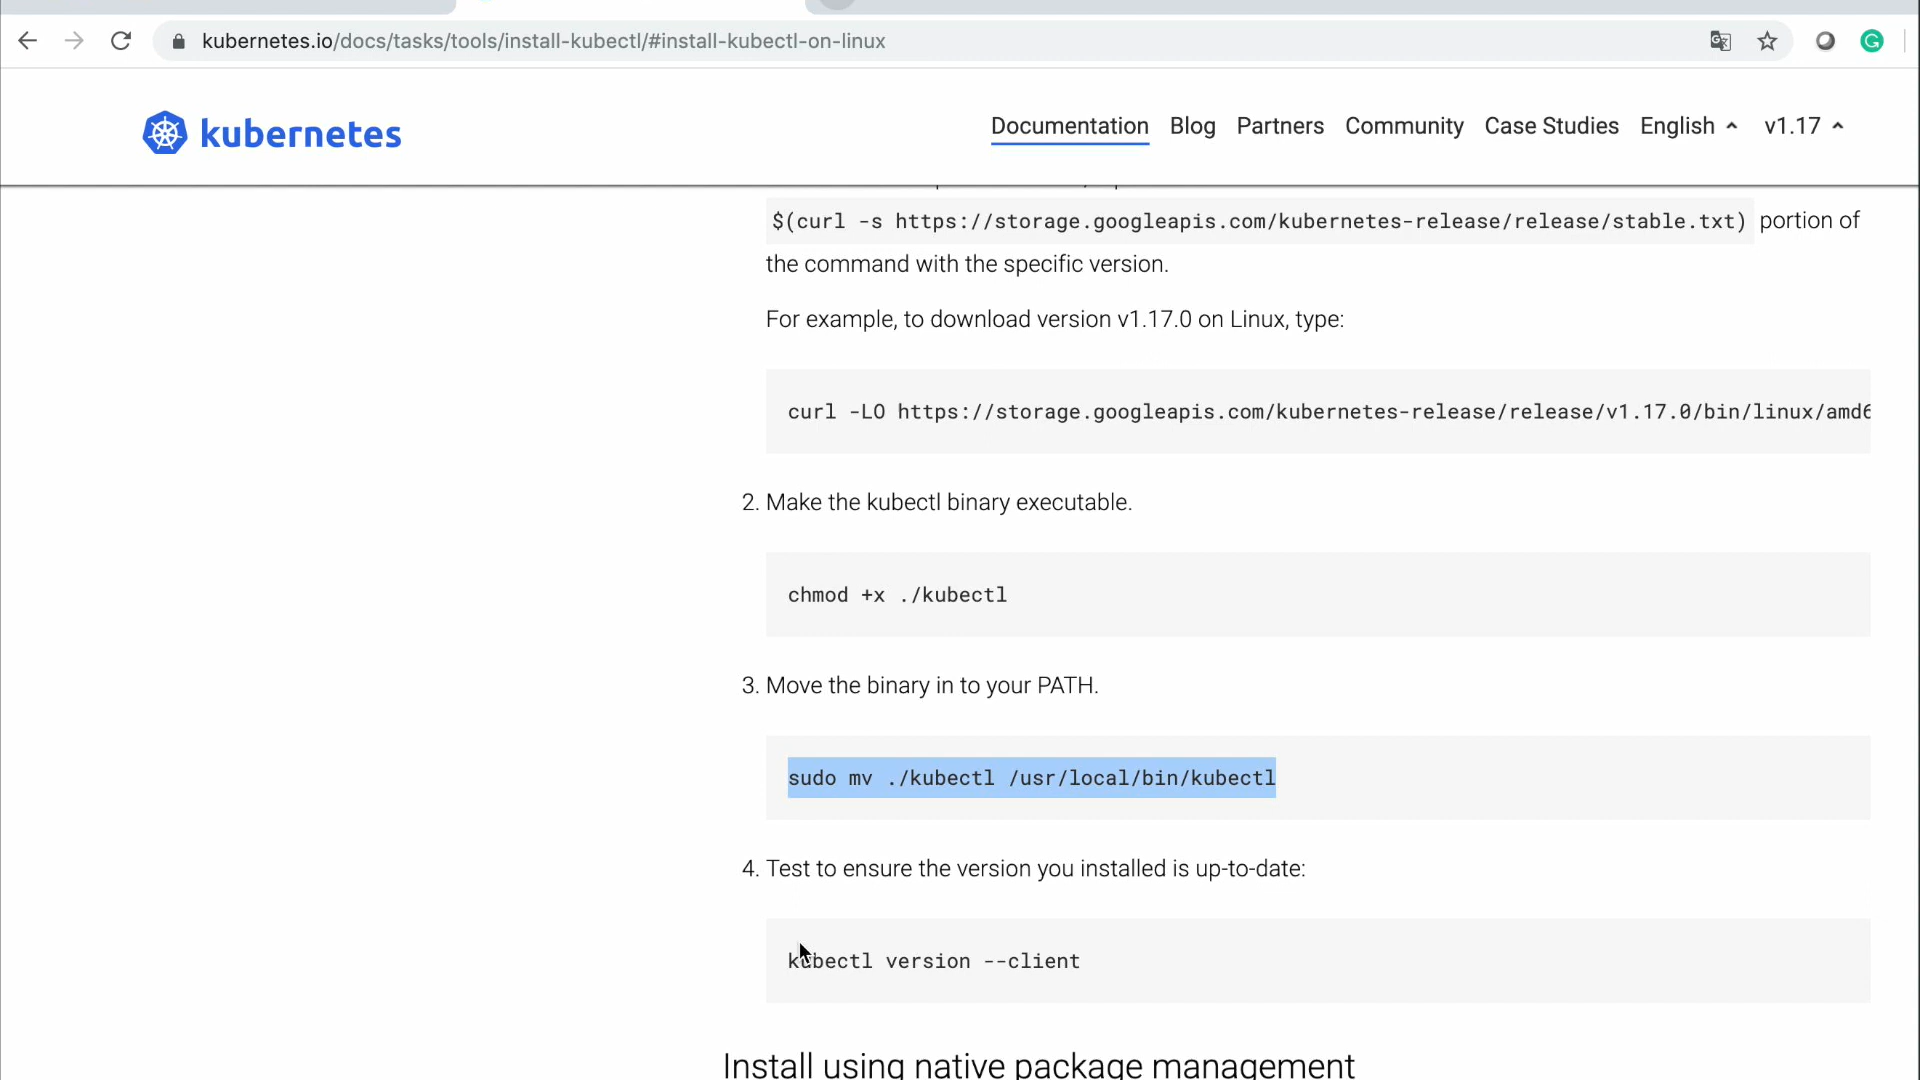 kubernetes.io/docs/tasks/tools/install-kubectl/#install-kubectl-on-linux
kubernetes
Documentation Blog Partners Community Case Studies English v1.17
$(curl -s https://storage.googleapis.com/kubernetes-release/release/stable.txt) portion of
the command with the specific version.
For example, to download version v1.17.0 on Linux, type:
curl -LO https://storage.googleapis.com/kubernetes-release/release/v1.17.0/bin/linux/amd6
2. Make the kubectl binary executable.
chmod +x ./kubectl
3. Move the binary in to your PATH.
sudo mv ./kubectl /usr/local/bin/kubectl
4. Test to ensure the version you installed is up-to-date:
kubectl version --client
Install using native package management